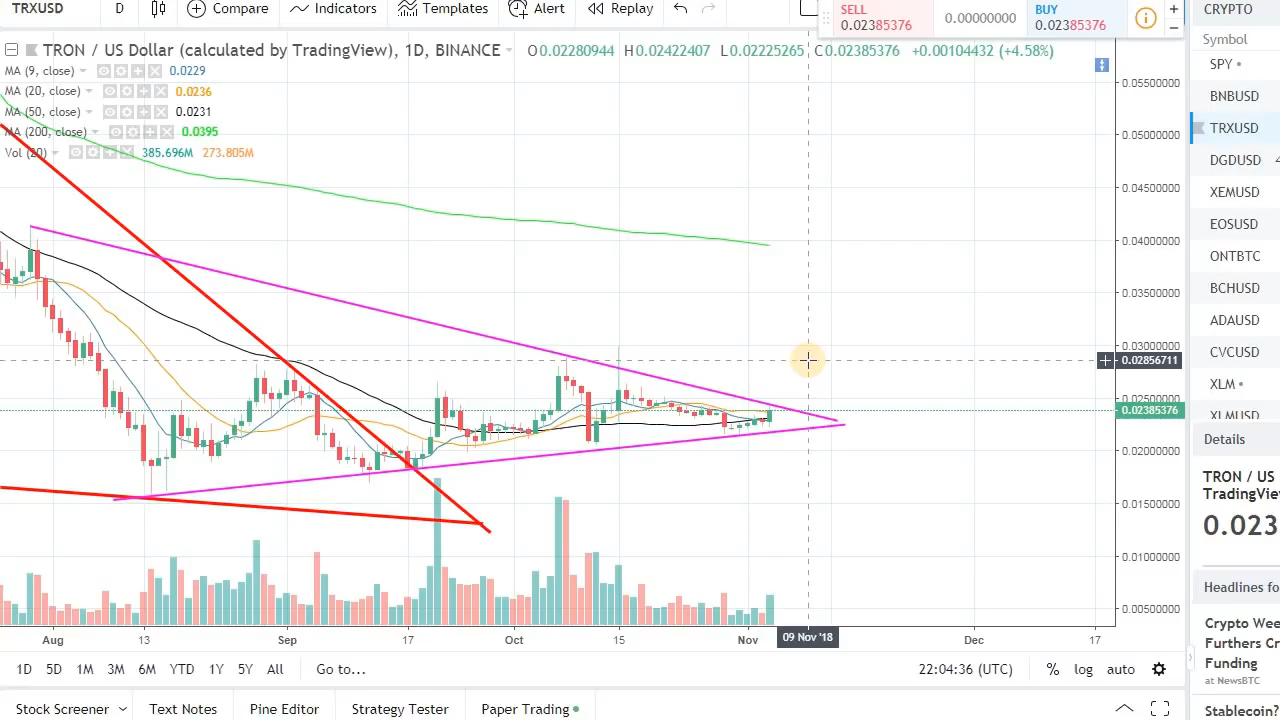 TRXUSD D Compare Indicators Templates Alert Replay
SELL
0.02385376
0.00000000
BUY
0.02385376
TRON / US Dollar (calculated by TradingView), 1D, BINANCE O0.02280944 H0.02422407 L0.02225265 C0.02385376 +0.00104432 (+4.58%)
MA (9, close) 0.0229
MA (20, close) 0.0236
MA (50, close) 0.0231
MA (200, close) 0.0395
Vol (20) 385.696M 273.805M
0.05500000
0.05000000
0.04500000
0.04000000
0.03500000
0.03000000
0.02856711
0.02500000
0.02385376
0.02000000
0.01500000
0.01000000
0.00500000
Aug 13 Sep 17 Oct 15 Nov 09 Nov '18 Dec 17
1D 5D 1M 3M 6M YTD 1Y 5Y All Go to... 22:04:36 (UTC) % log auto
Stock Screener Text Notes Pine Editor Strategy Tester Paper Trading
CRYPTO
Symbol
SPY
BNBUSD
TRXUSD
DGDUSD 4
XEMUSD
EOSUSD
ONTBTC
BCHUSD
ADAUSD
CVCUSD
XLM
XLMUSD
Details
TRON / US
TradingVie
0.023
Headlines fo
Crypto Wee
Furthers Cr
Funding
at NewsBTC
Stablecoin?